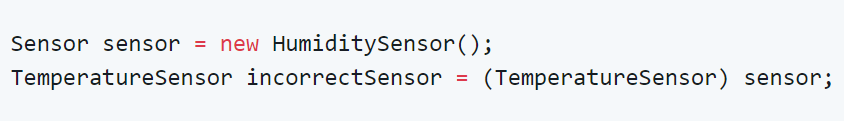 Sensor sensor = new HumiditySensor();
TemperatureSensor incorrectSensor = (TemperatureSensor) sensor;